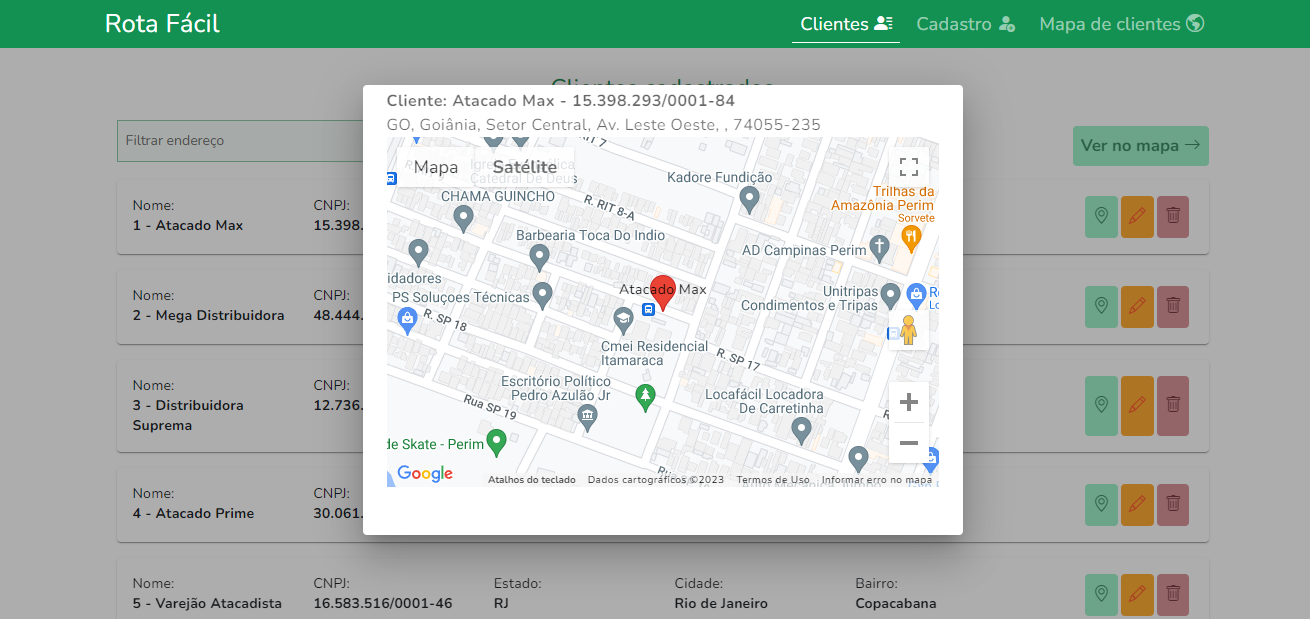 Rota Fácil
Clientes
Cadastro
Mapa de clientes
Clientes cadastrados
Filtrar endereço
Ver no mapa
Cliente: Atacado Max - 15.398.293/0001-84
GO, Goiânia, Setor Central, Av. Leste Oeste, , 74055-235
Mapa
Satélite
Catedral De Deus
CHAMA GUINCHO
R. RIT 8-A
Kadore Fundição
Trilhas da
Amazônia Perim
Sorvete
Barbearia Toca Do Indio
AD Campinas Perim
idadores
PS Soluçoes Técnicas
Atacado Max
Unitripas
Condimentos e Tripas
R. SP 18
Cmei Residencial
Itamaraca
R. SP 17
Escritório Político
Pedro Azulão Jr
Locafácil Locadora
De Carretinha
Rua SP 19
de Skate - Perim
Google
Atalhos do teclado
Dados cartográficos ©2023
Termos de Uso
Informar erro no mapa
Nome:
CNPJ:
1 - Atacado Max
15.398.
Nome:
CNPJ:
2 - Mega Distribuidora
48.444.
Nome:
CNPJ:
3 - Distribuidora
12.736.
Suprema
Nome:
CNPJ:
4 - Atacado Prime
30.061.
Nome:
CNPJ:
Estado:
Cidade:
Bairro:
5 - Varejão Atacadista
16.583.516/0001-46
RJ
Rio de Janeiro
Copacabana